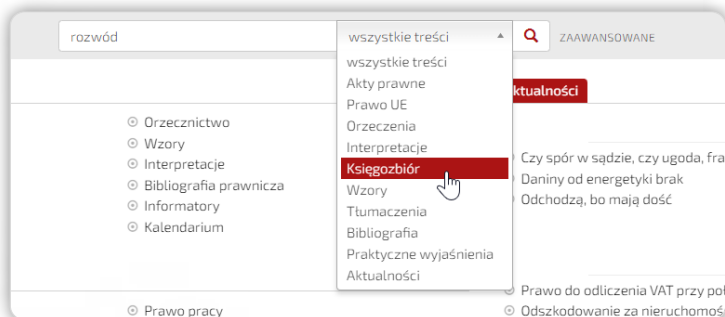 rozwód
wszystkie treści
ZAAWANSOWANE
wszystkie treści
Akty prawne
Prawo UE
Orzeczenia
Interpretacje
Księgozbiór
Wzory
Tłumaczenia
Bibliografia
Praktyczne wyjaśnienia
Aktualności
Orzecznictwo
Wzory
Interpretacje
Bibliografia prawnicza
Informatory
Kalendarium
Prawo pracy
ktualności
Czy spór w sądzie, czy ugoda, fra
Daniny od energetyki brak
Odchodzą, bo mają dość
Prawo do odliczenia VAT przy poł
Odszkodowanie za nieruchomoś